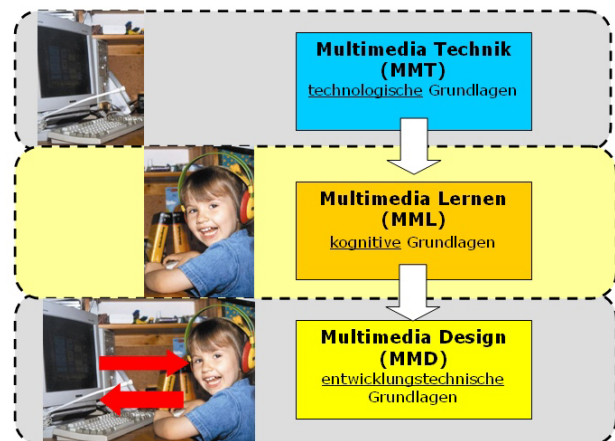 Multimedia Technik
(MMT)
technologische Grundlagen
Multimedia Lernen
(MML)
kognitive Grundlagen
Multimedia Design
(MMD)
entwicklungstechnische
Grundlagen